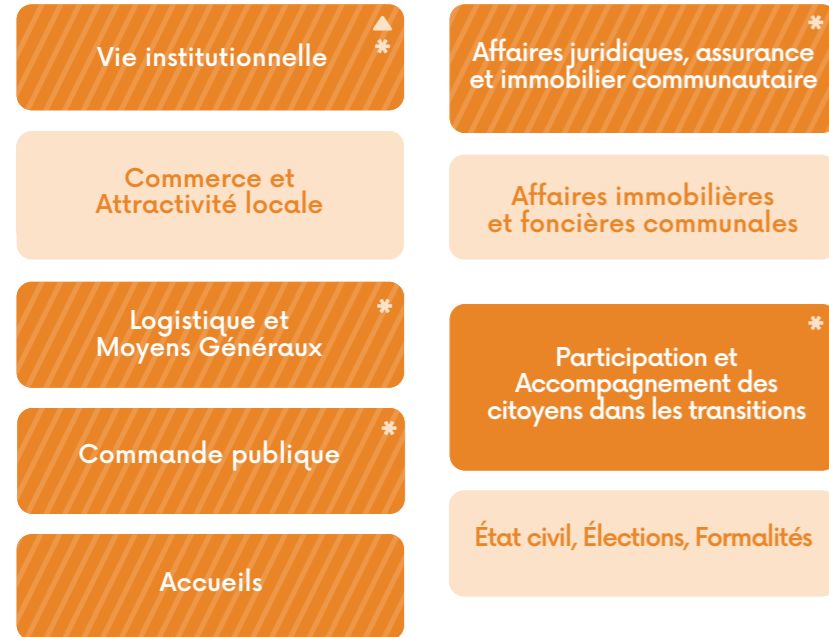 Vie institutionnelle
Commerce et
Attractivité locale
Logistique et
Moyens Généraux
Commande publique
Accueils
Affaires juridiques, assurance
et immobilier communautaire
Affaires immobilières
et foncières communales
Participation et
Accompagnement des
citoyens dans les transitions
État civil, Élections, Formalités